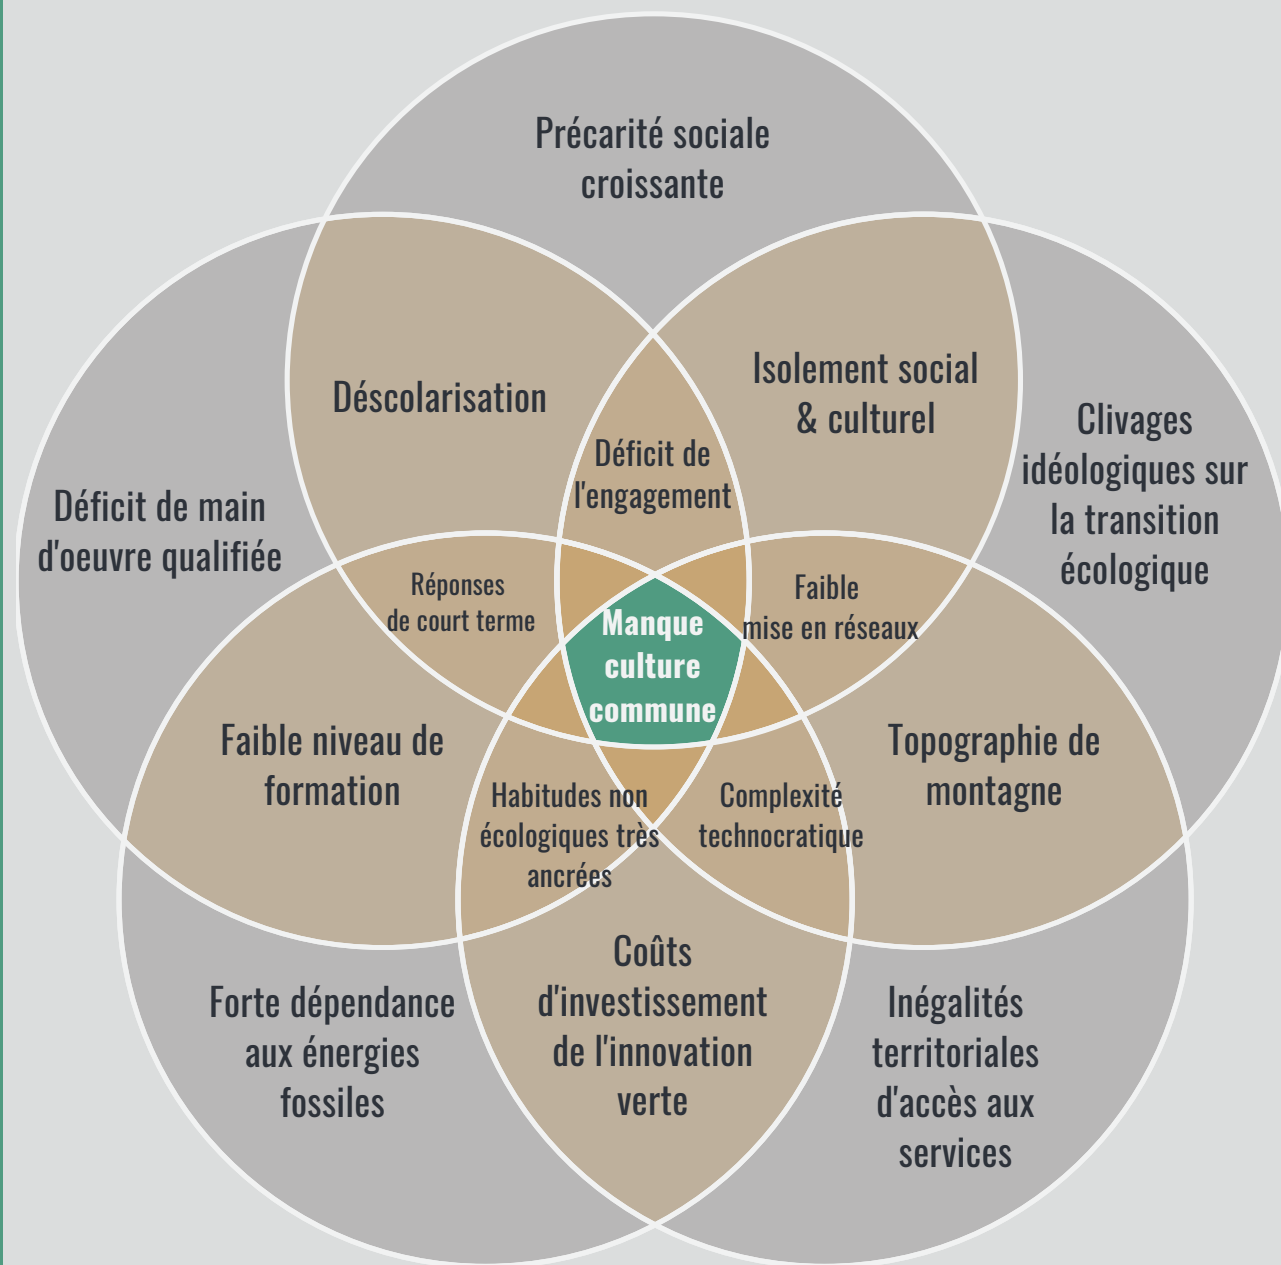 Précarité sociale
croissante
Déscolarisation
Isolement social
& culturel
Déficit de
l'engagement
Clivages
idéologiques sur
la transition
écologique
Déficit de main
d'oeuvre qualifiée
Réponses
de court terme
Manque
culture
commune
Faible
mise en réseaux
Faible niveau de
formation
Topographie de
montagne
Habitudes non
écologiques très
ancrées
Complexité
technocratique
Coûts
d'investissement
de l'innovation
verte
Forte dépendance
aux énergies
fossiles
Inégalités
territoriales
d'accès aux
services